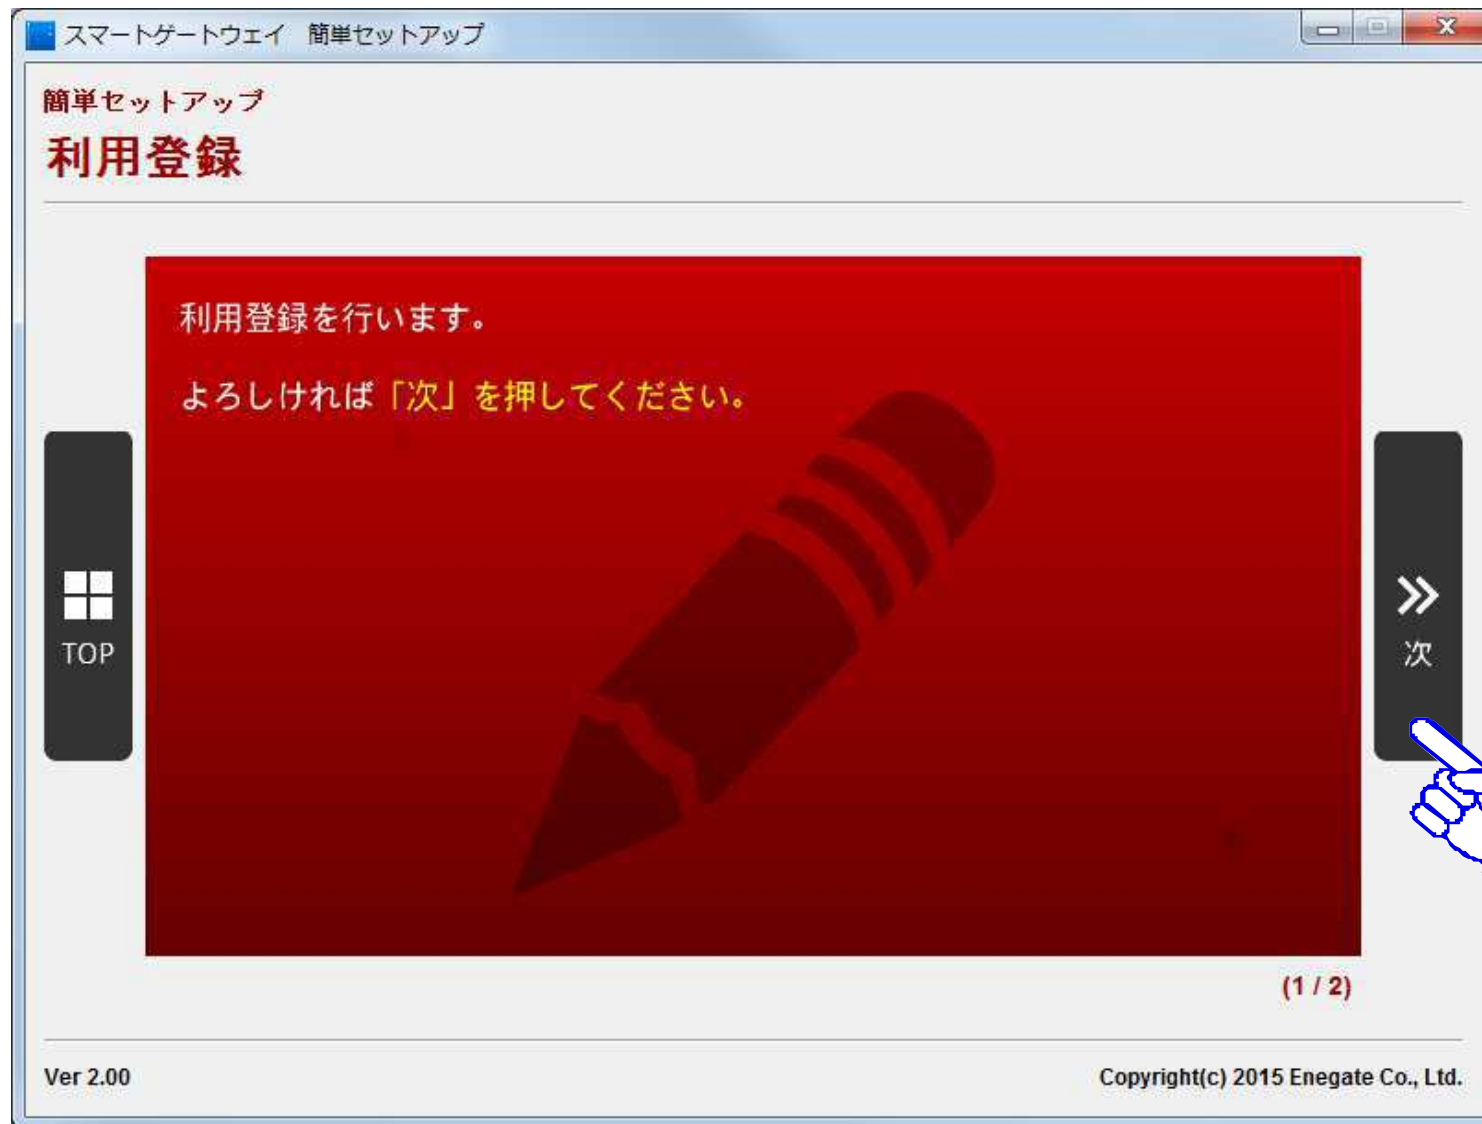 スマートゲートウェイ 簡単セットアップ
簡単セットアップ
利用登録
利用登録を行います。
よろしければ「次」を押してください。
TOP
次
(1 / 2)
Ver 2.00
Copyright(c) 2015 Enegate Co., Ltd.